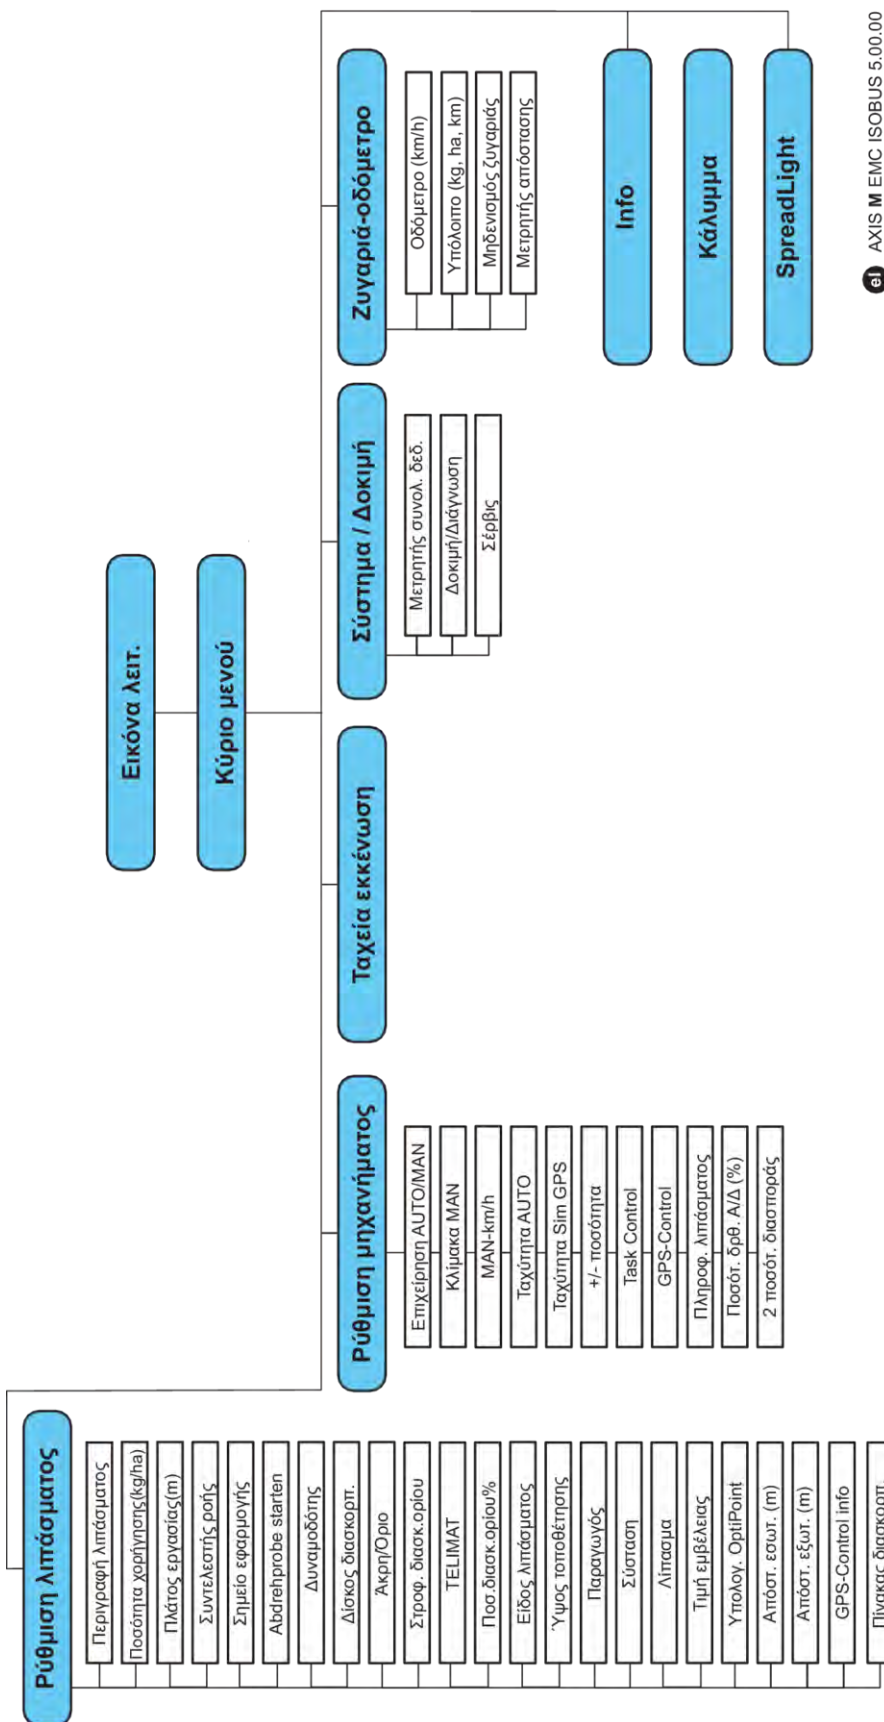 Εικόνα λειτ.
Κύριο μενού
Ρύθμιση λιπάσματος
Περιγραφή λιπάσματος
Ποσότητα χορήγησης(kg/ha)
Πλάτος εργασίας(m)
Συντελεστής ροής
Σημείο εφαρμογής
Abdrehprobe starten
Δυναμοδότης
Δίσκος διασκορπ.
Άκρη/Όριο
Στροφ. διασκ.ορίου
TELIMAT
Ποσ.διασκ.ορίου%
Είδος λιπάσματος
Ύψος τοποθέτησης
Παραγωγός
Σύσταση
Λίπασμα
Τιμή εμβέλειας
Υπολογ. OptiPoint
Απόστ. εσωτ. (m)
Απόστ. εξωτ. (m)
GPS-Control info
Πίνακας διασκορπ.
Ρύθμιση μηχανήματος
Επιχείρηση AUTO/MAN
Κλίμακα MAN
MAN-km/h
Ταχύτητα AUTO
Ταχύτητα Sim GPS
+/- ποσότητα
Task Control
GPS-Control
Πληροφ. λιπάσματος
Ποσότ. δρθ. Α/Δ (%)
2 ποσότ. διασποράς
Ταχεία εκκένωση
Σύστημα / Δοκιμή
Μετρητής συνολ. δεδ.
Δοκιμή/Διάγνωση
Σέρβις
Ζυγαριά-οδόμετρο
Οδόμετρο (km/h)
Υπόλοιπο (kg, ha, km)
Μηδενισμός ζυγαριάς
Μετρητής απόστασης
Info
Κάλυμμα
SpreadLight
el AXIS M EMC ISOBUS 5.00.00